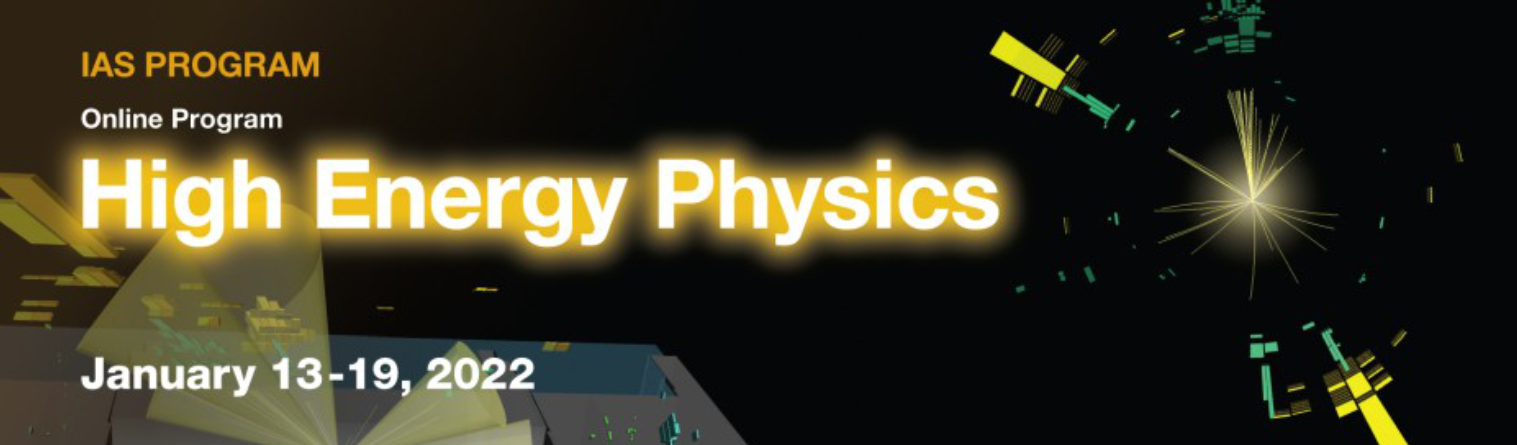 IAS PROGRAM
Online Program
High Energy Physics
January 13-19, 2022